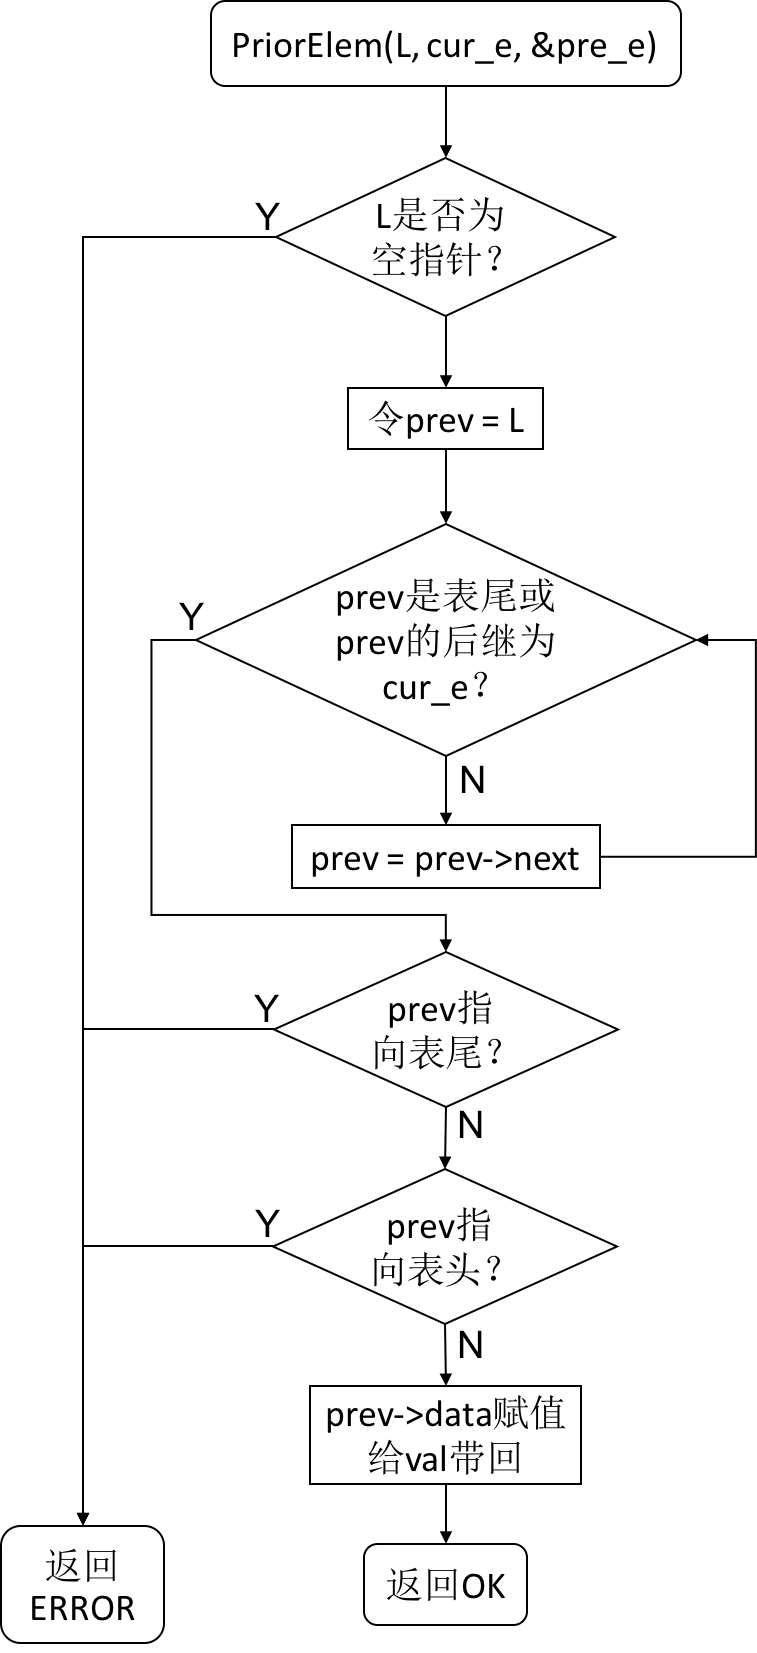 PriorElem(L, cur_e, &pre_e)
Y
L是否为
空指针？
令prev = L
Y
prev是表尾或
prev的后继为
cur_e？
N
prev = prev->next
Y
prev指
向表尾？
N
Y
prev指
向表头？
N
prev->data赋值
给val带回
返回
ERROR
返回OK